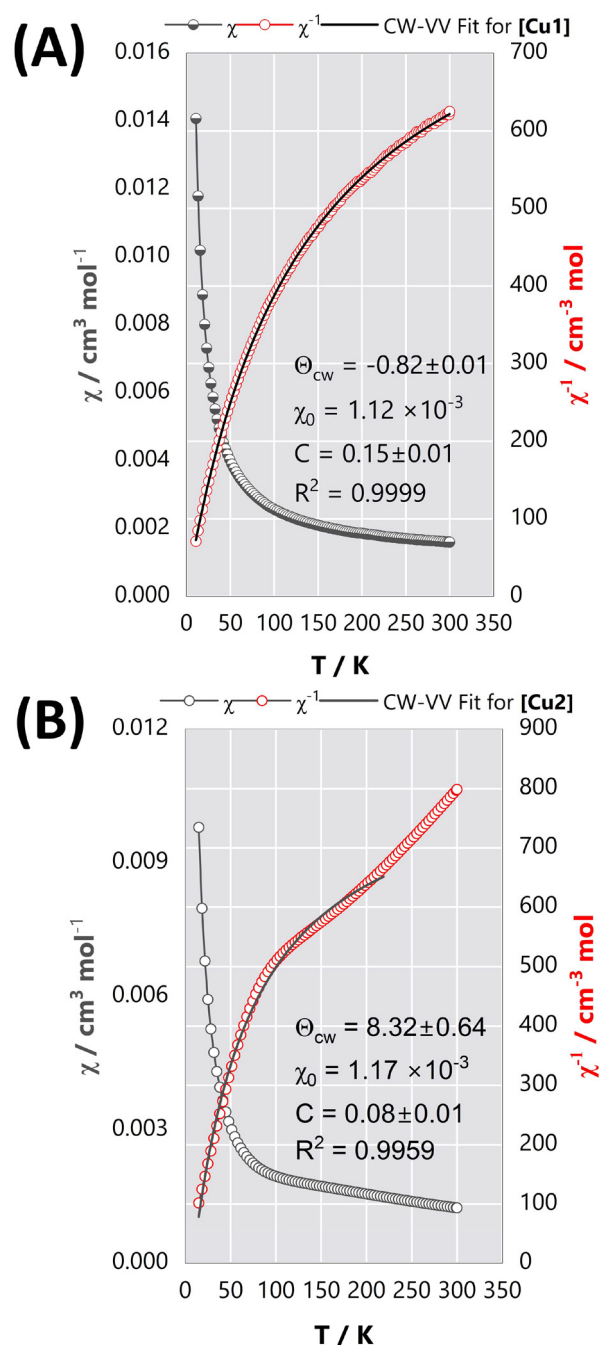 (A)
χ χ⁻¹ CW-VV Fit for [Cu1]
0.016
0.014
0.012
0.010
0.008
0.006
0.004
0.002
0.000
χ / cm³ mol⁻¹
700
600
500
400
300
200
100
0
χ⁻¹ / cm⁻³ mol
Θcw = -0.82±0.01
χ₀ = 1.12 ×10⁻³
C = 0.15±0.01
R² = 0.9999
0 50 100 150 200 250 300 350
T / K
(B)
χ χ⁻¹ CW-VV Fit for [Cu2]
0.012
0.009
0.006
0.003
0.000
χ / cm³ mol⁻¹
900
800
700
600
500
400
300
200
100
0
χ⁻¹ / cm⁻³ mol
Θcw = 8.32±0.64
χ₀ = 1.17 ×10⁻³
C = 0.08±0.01
R² = 0.9959
0 50 100 150 200 250 300 350
T / K